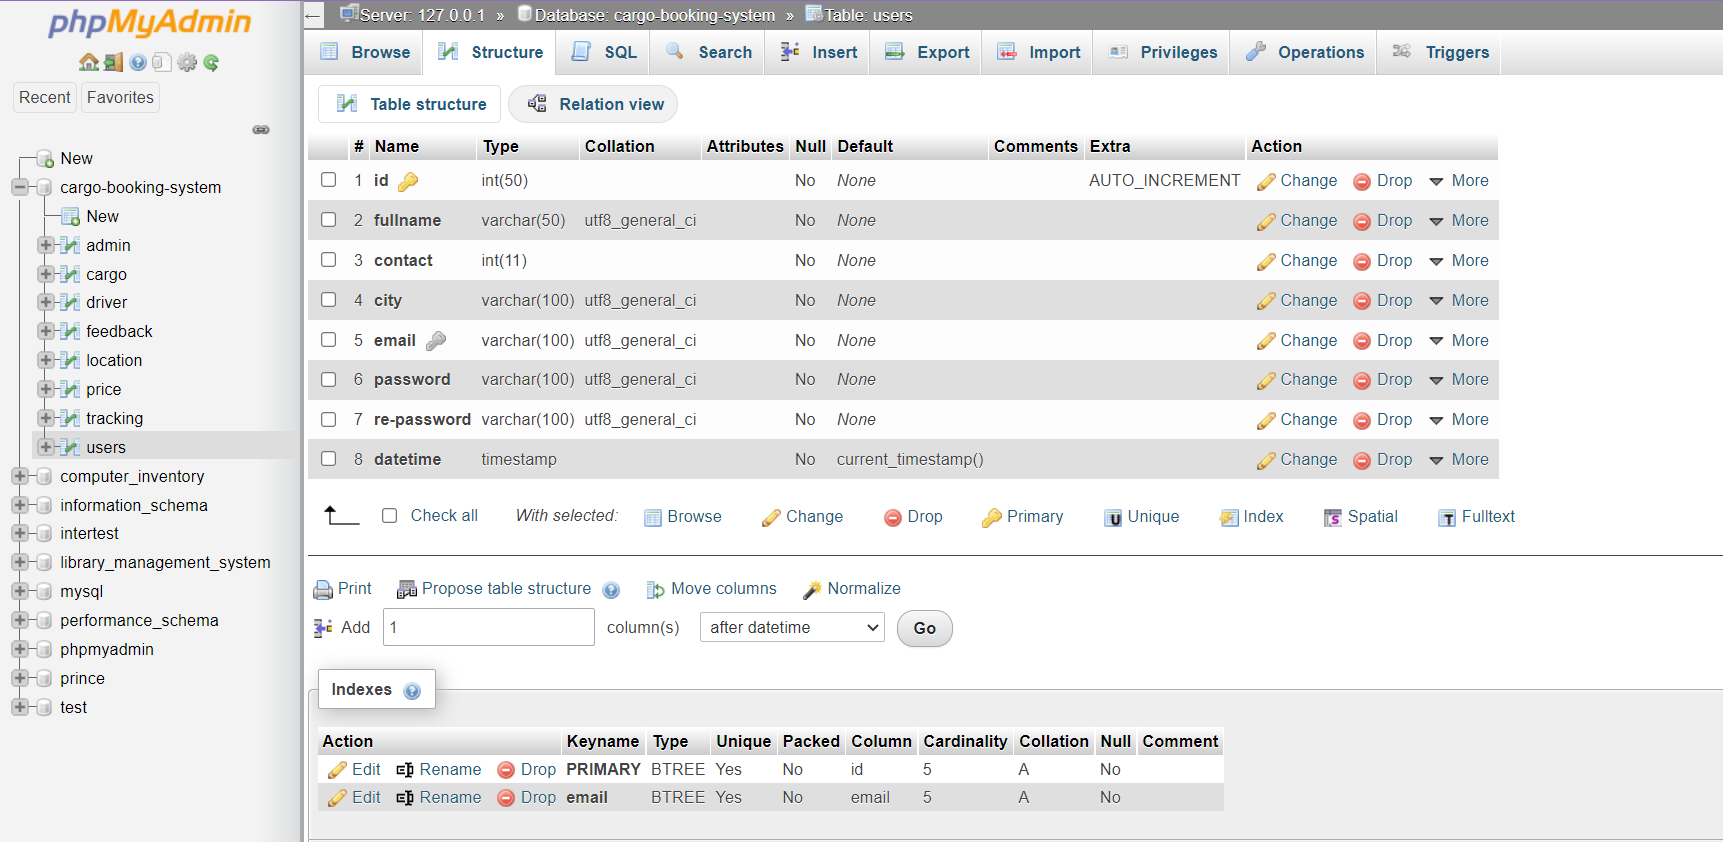 phpMyAdmin
Recent Favorites
New
cargo-booking-system
New
admin
cargo
driver
feedback
location
price
tracking
users
computer_inventory
information_schema
intertest
library_management_system
mysql
performance_schema
phpmyadmin
prince
test
Server: 127.0.0.1 » Database: cargo-booking-system » Table: users
Browse Structure SQL Search Insert Export Import Privileges Operations Triggers
Table structure Relation view
# Name Type Collation Attributes Null Default Comments Extra Action
1 id int(50) No None AUTO_INCREMENT Change Drop More
2 fullname varchar(50) utf8_general_ci No None Change Drop More
3 contact int(11) No None Change Drop More
4 city varchar(100) utf8_general_ci No None Change Drop More
5 email varchar(100) utf8_general_ci No None Change Drop More
6 password varchar(100) utf8_general_ci No None Change Drop More
7 re-password varchar(100) utf8_general_ci No None Change Drop More
8 datetime timestamp No current_timestamp() Change Drop More
Check all With selected: Browse Change Drop Primary Unique Index Spatial Fulltext
Print Propose table structure Move columns Normalize
Add 1 column(s) after datetime Go
Indexes
Action Keyname Type Unique Packed Column Cardinality Collation Null Comment
Edit Rename Drop PRIMARY BTREE Yes No id 5 A No
Edit Rename Drop email BTREE Yes No email 5 A No